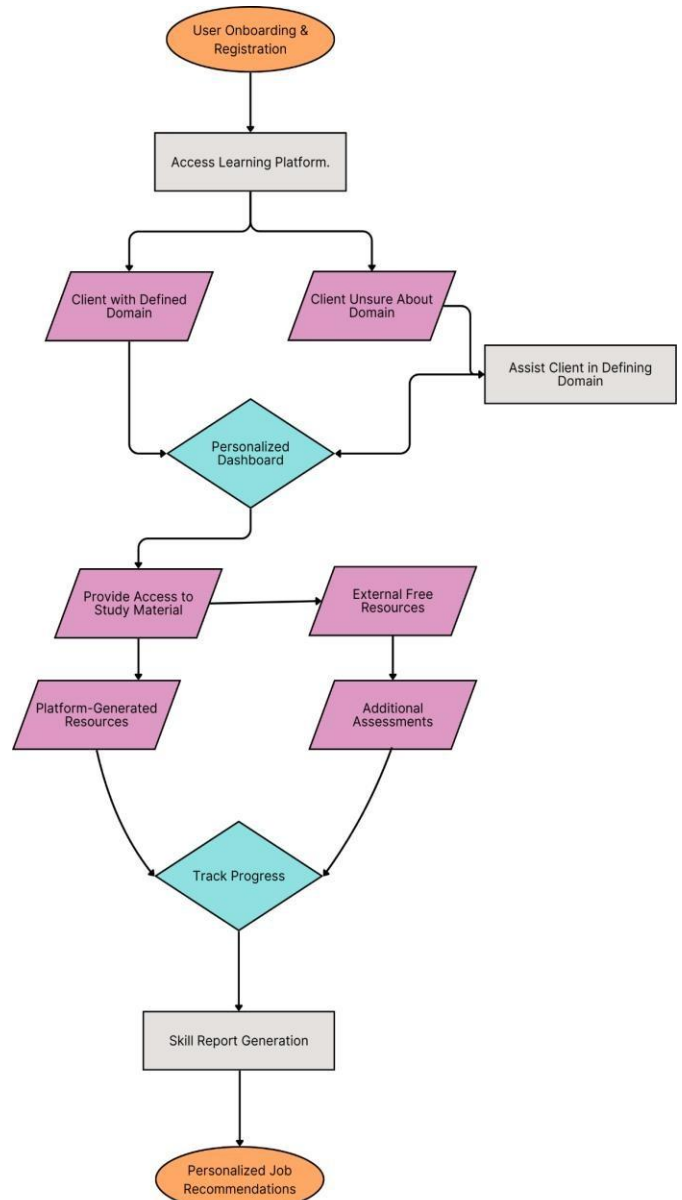 User Onboarding &
Registration
Access Learning Platform.
Client with Defined
Domain
Client Unsure About
Domain
Assist Client in Defining
Domain
Personalized
Dashboard
Provide Access to
Study Material
External Free
Resources
Platform-Generated
Resources
Additional
Assessments
Track Progress
Skill Report Generation
Personalized Job
Recommendations